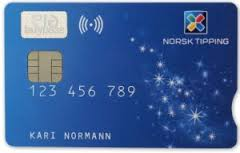 NORSK TIPPING
123 456 789
KARI NORMANN